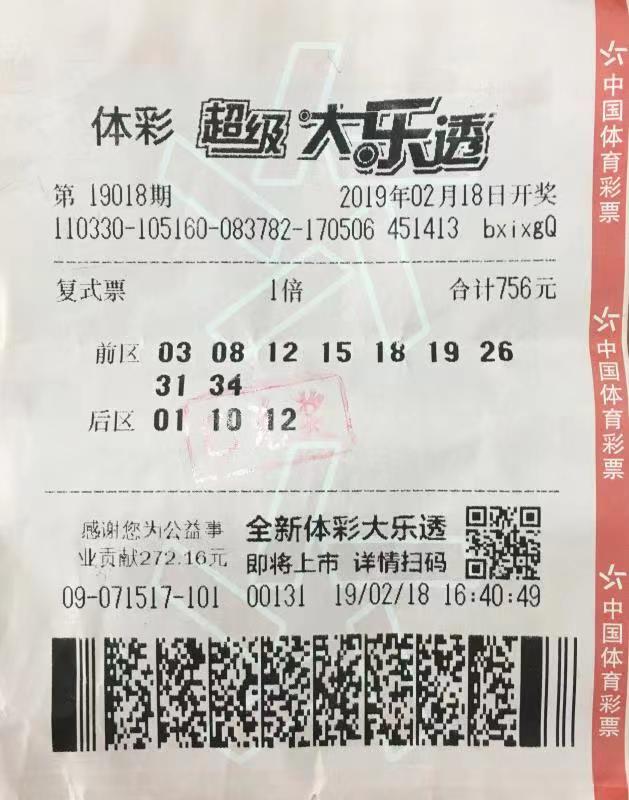 体彩 超级大乐透
第 19018期 2019年02月18日开奖
110330-105160-083782-170506 451413 bxixgQ
复式票 1倍 合计756元
前区 03 08 12 15 18 19 26
31 34
后区 01 10 12
已兑奖
感谢您为公益事
业贡献272.16元
全新体彩大乐透
即将上市 详情扫码
09-071517-101 00131 19/02/18 16:40:49
中国体育彩票
中国体育彩票
中国体育彩票